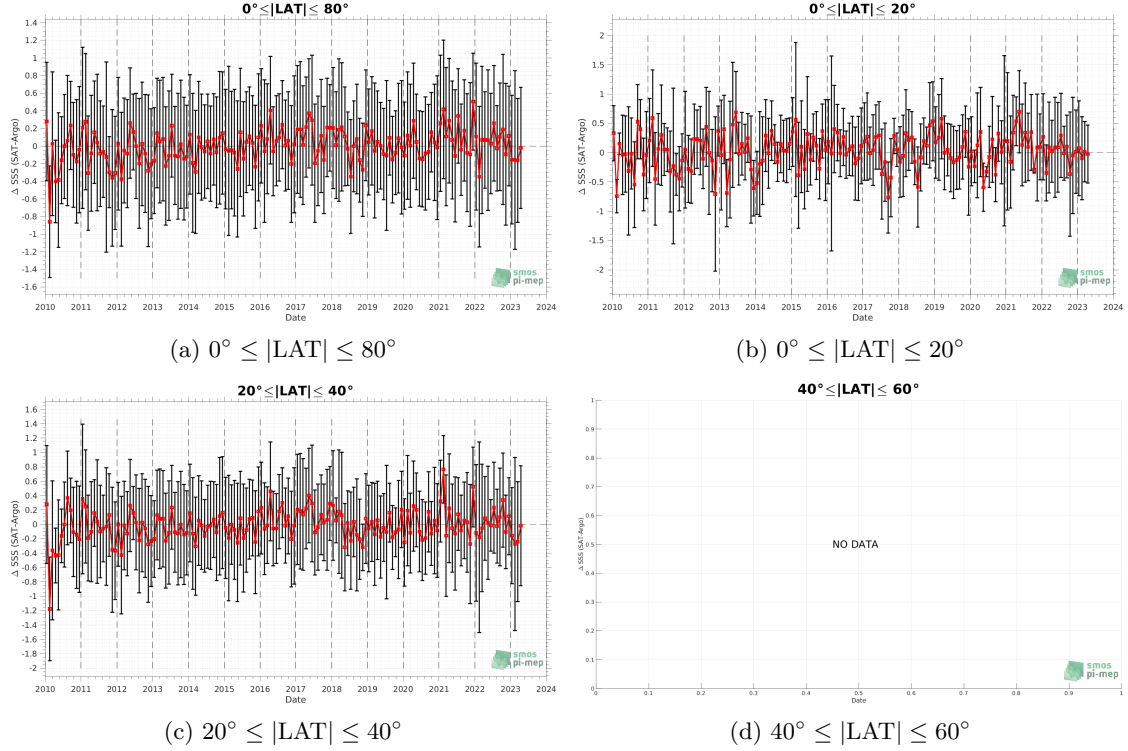 0°≤|LAT|≤ 80°
1.4
1.2
1
0.8
0.6
0.4
0.2
0
-0.2
-0.4
-0.6
-0.8
-1
-1.2
-1.4
-1.6
Δ SSS (SAT-Argo)
2010 2011 2012 2013 2014 2015 2016 2017 2018 2019 2020 2021 2022 2023 2024
Date
smos
pi-mep
(a) 0° ≤ |LAT| ≤ 80°
0°≤|LAT|≤ 20°
2
1.5
1
0.5
0
-0.5
-1
-1.5
-2
Δ SSS (SAT-Argo)
2010 2011 2012 2013 2014 2015 2016 2017 2018 2019 2020 2021 2022 2023 2024
Date
smos
pi-mep
(b) 0° ≤ |LAT| ≤ 20°
20°≤|LAT|≤ 40°
1.6
1.4
1.2
1
0.8
0.6
0.4
0.2
0
-0.2
-0.4
-0.6
-0.8
-1
-1.2
-1.4
-1.6
-1.8
-2
Δ SSS (SAT-Argo)
2010 2011 2012 2013 2014 2015 2016 2017 2018 2019 2020 2021 2022 2023 2024
Date
smos
pi-mep
(c) 20° ≤ |LAT| ≤ 40°
40°≤|LAT|≤ 60°
1
0.9
0.8
0.7
0.6
0.5
0.4
0.3
0.2
0.1
0
Δ SSS (SAT-Argo)
NO DATA
0 0.1 0.2 0.3 0.4 0.5 0.6 0.7 0.8 0.9 1
Date
smos
pi-mep
(d) 40° ≤ |LAT| ≤ 60°